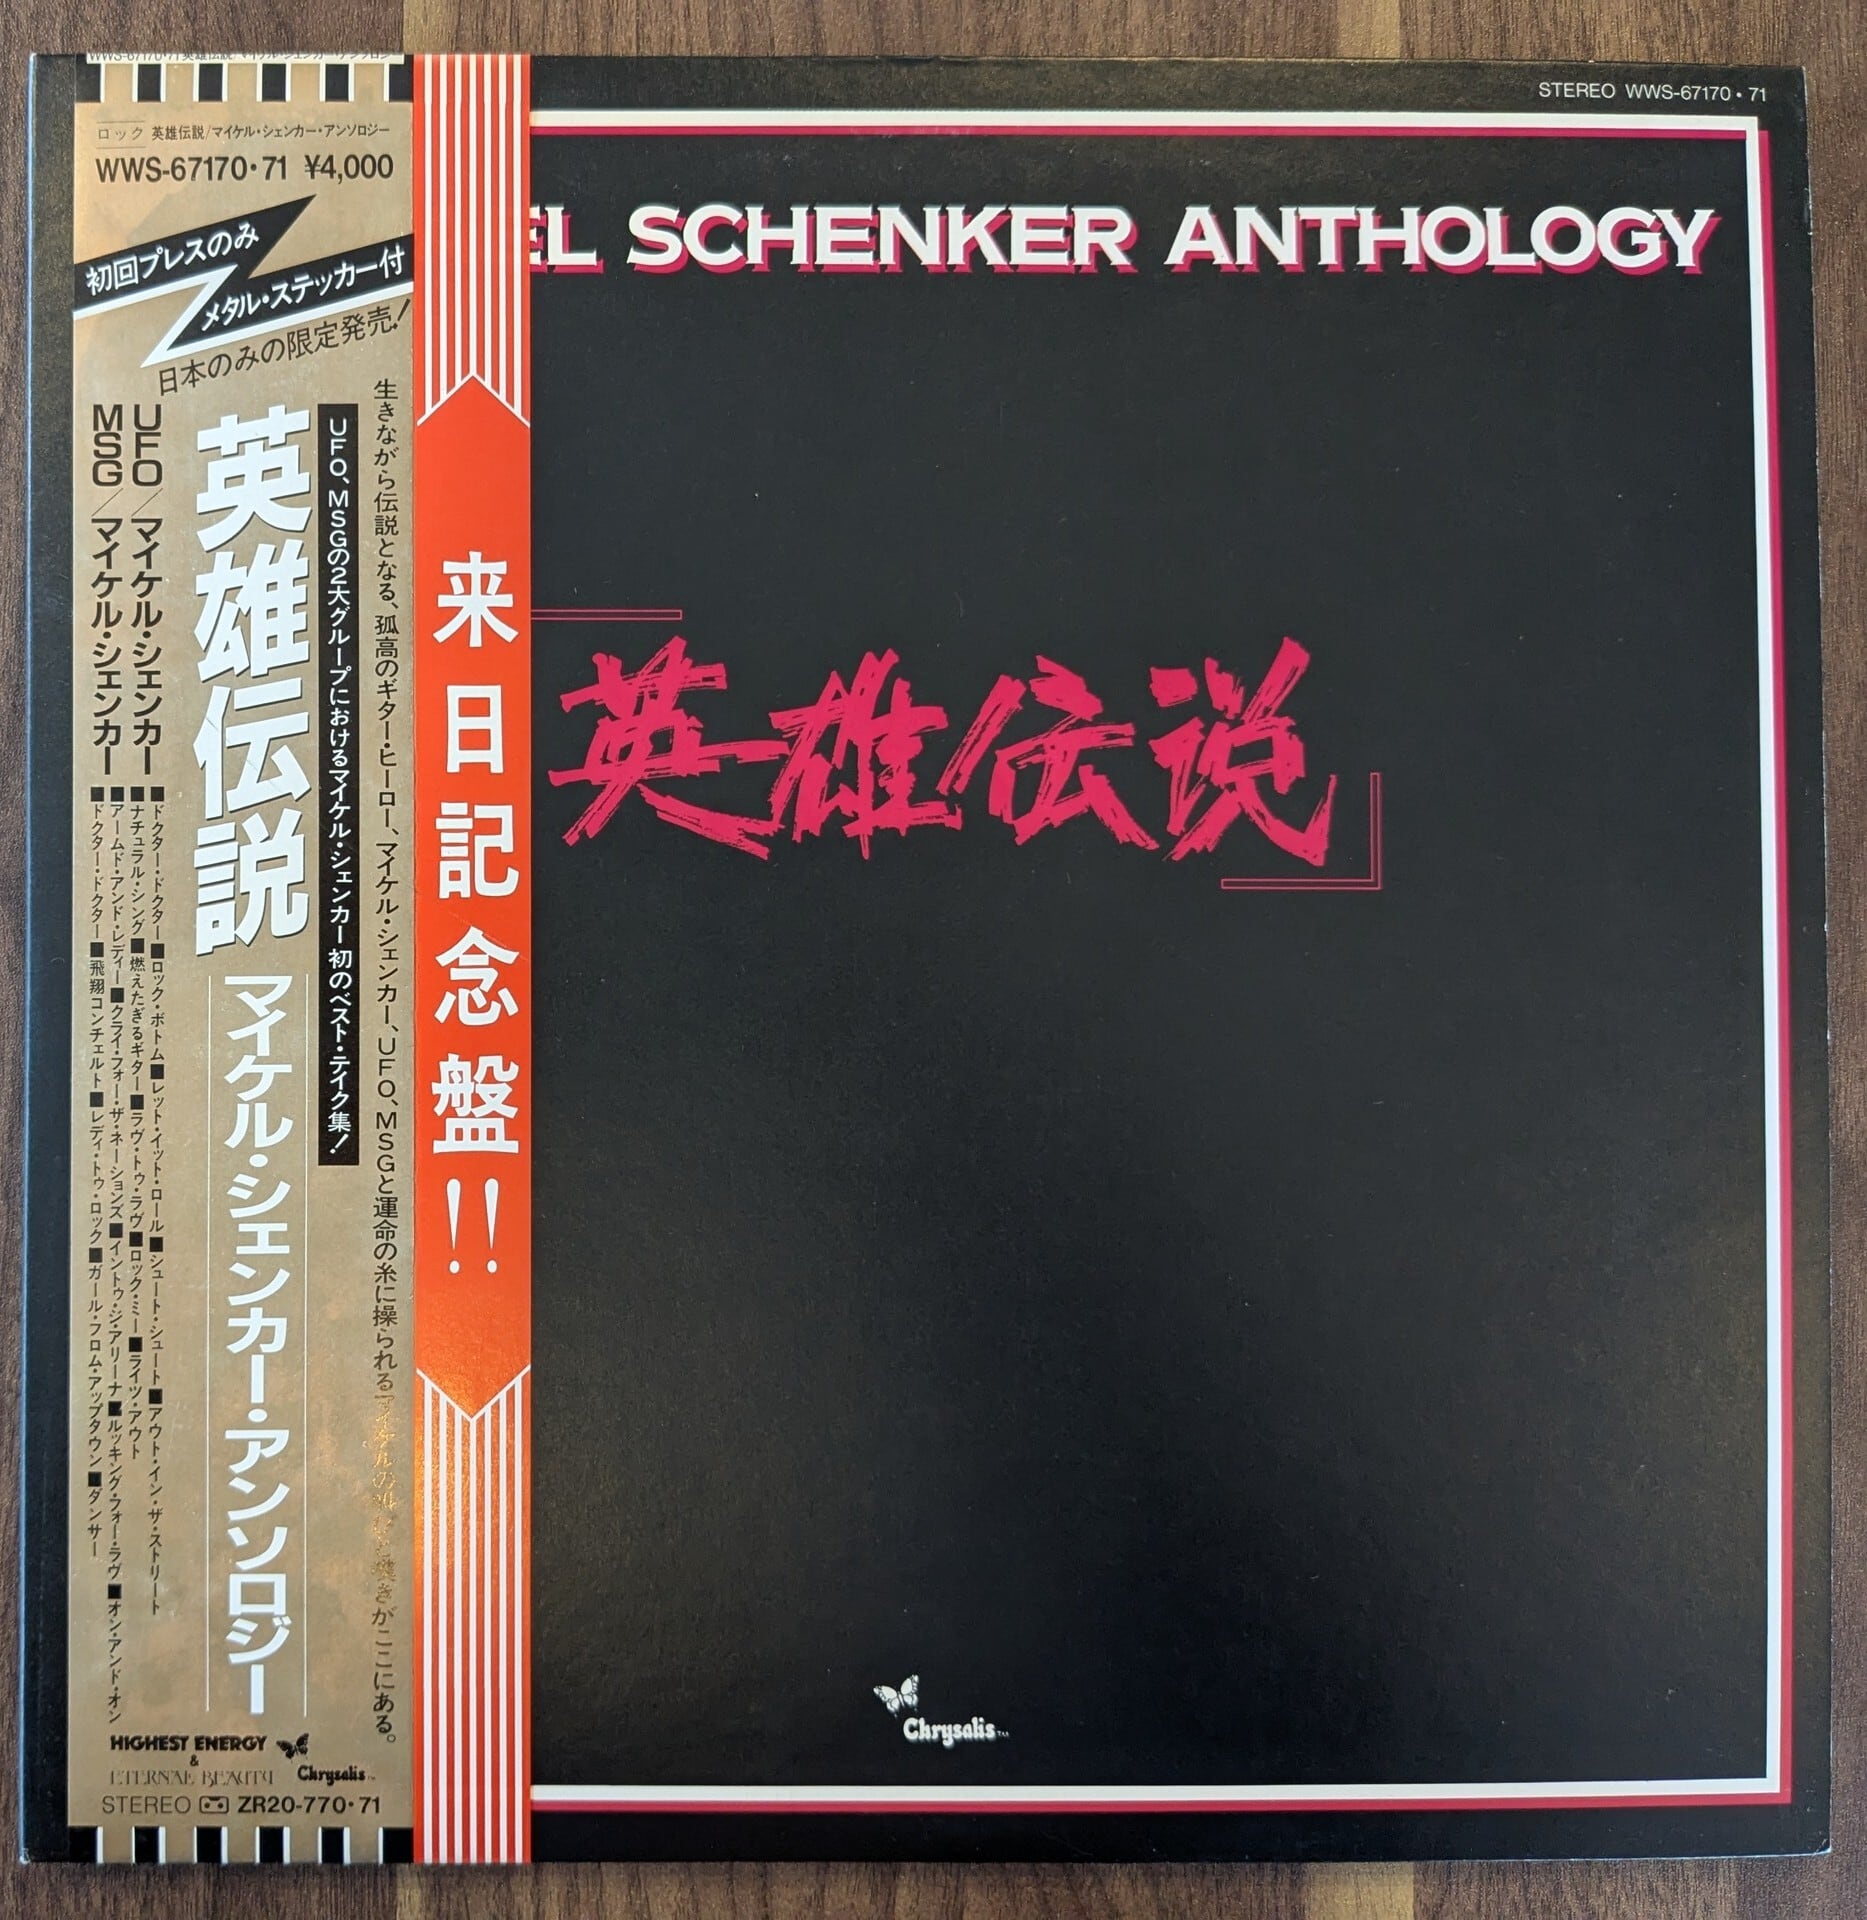 WWS-67170・71 英雄伝説/マイケル・シェンカー・アンソロジー
ロック 英雄伝説/マイケル・シェンカー・アンソロジー
WWS-67170・71 ¥4,000
初回プレスのみ
メタル・ステッカー付
日本のみの限定発売!
生きながら伝説となる、孤高のギター・ヒーロー、マイケル・シェンカー、UFO、MSGと運命の糸に操られるマイケルの
がここにある。
UFO、MSGの2大グループにおけるマイケル・シェンカー初のベスト・テイク集!
英雄伝説
マイケル・シェンカー・アンソロジー
UFO/マイケル・シェンカー
■ドクター・ドクター■ロック・ボトム■レット・イット・ロール■シュート・シュート■アウト・イン・ザ・ストリート
■ナチュラル・シング■燃えたぎるギター■ラヴ・トゥ・ラヴ■ロック・ミー■ライツ・アウト
MSG/マイケル・シェンカー
■アームド・アンド・レディー■クライ・フォー・ザ・ネーションズ■イントゥ・ジ・アリーナ■ルッキング・フォー・ラヴ■オン・アンド・オン
■ドクター・ドクター■飛翔コンチェルト■レディ・トゥ・ロック■ガール・フロム・アップタウン■ダンサー
HIGHEST ENERGY
&
ETERNAL BEAUTY
Chrysalis
STEREO ZR20-770・71
来日記念盤!!
STEREO WWS-67170・71
EL SCHENKER ANTHOLOGY
「英雄伝説」
Chrysalis TM